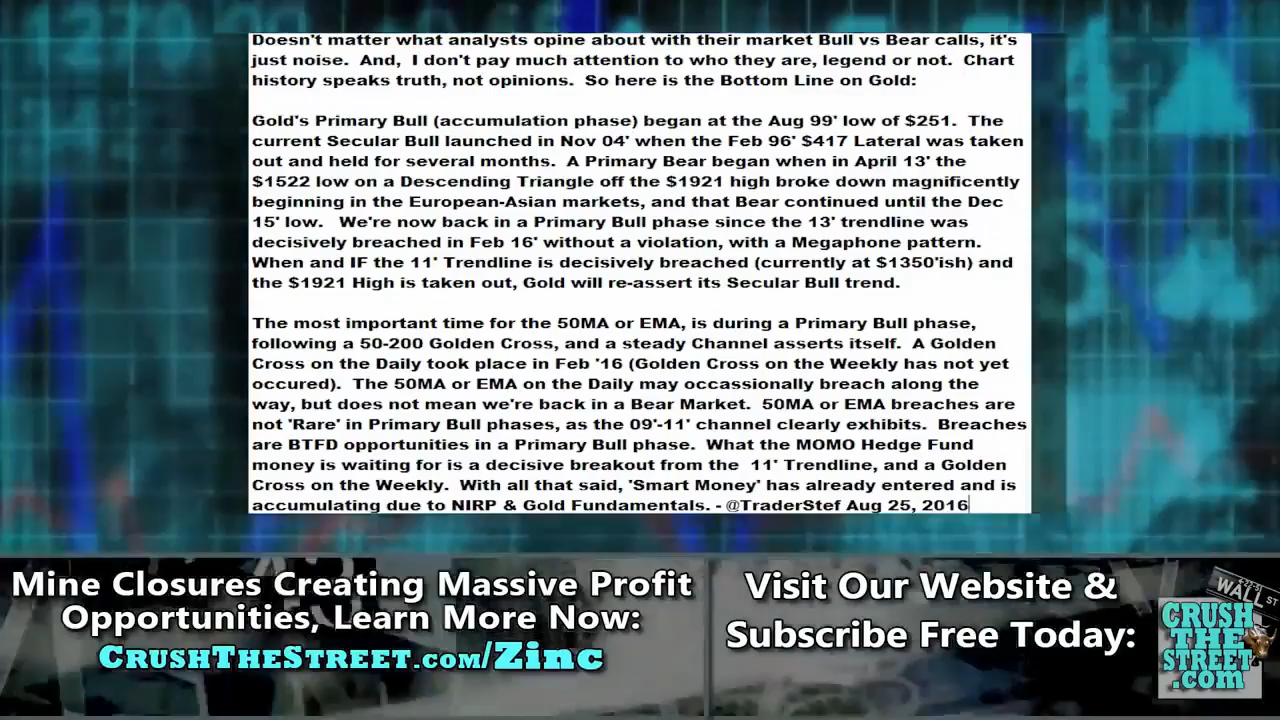 Doesn't matter what analysts opine about with their market Bull vs Bear calls, it's
just noise.  And,  I don't pay much attention to who they are, legend or not.  Chart
history speaks truth, not opinions.  So here is the Bottom Line on Gold:
Gold's Primary Bull (accumulation phase) began at the Aug 99' low of $251.  The
current Secular Bull launched in Nov 04' when the Feb 96' $417 Lateral was taken
out and held for several months.  A Primary Bear began when in April 13' the
$1522 low on a Descending Triangle off the $1921 high broke down magnificently
beginning in the European-Asian markets, and that Bear continued until the Dec
15' low.   We're now back in a Primary Bull phase since the 13' trendline was
decisively breached in Feb 16' without a violation, with a Megaphone pattern.
When and IF the 11' Trendline is decisively breached (currently at $1350'ish) and
the $1921 High is taken out, Gold will re-assert its Secular Bull trend.
The most important time for the 50MA or EMA, is during a Primary Bull phase,
following a 50-200 Golden Cross, and a steady Channel asserts itself.  A Golden
Cross on the Daily took place in Feb '16 (Golden Cross on the Weekly has not yet
occured).  The 50MA or EMA on the Daily may occassionally breach along the
way, but does not mean we're back in a Bear Market.  50MA or EMA breaches are
not 'Rare' in Primary Bull phases, as the 09'-11' channel clearly exhibits.  Breaches
are BTFD opportunities in a Primary Bull phase.  What the MOMO Hedge Fund
money is waiting for is a decisive breakout from the  11' Trendline, and a Golden
Cross on the Weekly.  With all that said, 'Smart Money' has already entered and is
accumulating due to NIRP & Gold Fundamentals. - @TraderStef Aug 25, 2016
Mine Closures Creating Massive Profit
Opportunities, Learn More Now:
CrushTheStreet.com/Zinc
Visit Our Website &
Subscribe Free Today:
WALL ST
CRUSH
THE
STREET
.com